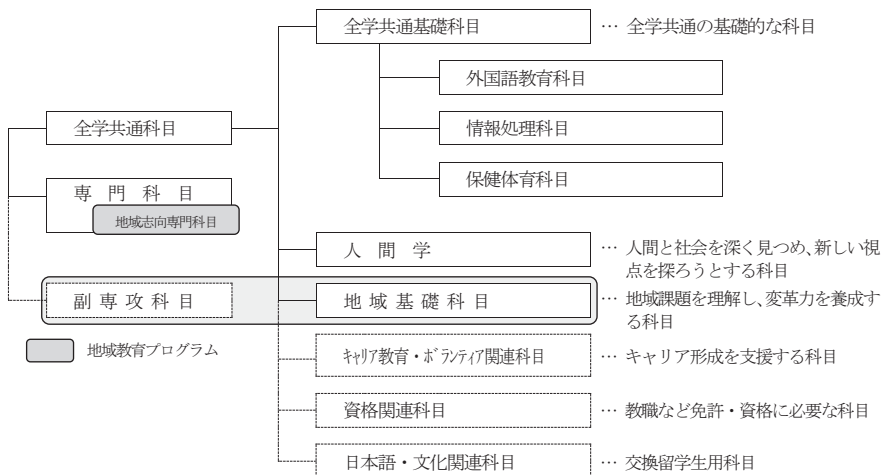 全学共通基礎科目
… 全学共通の基礎的な科目
外国語教育科目
全学共通科目
情報処理科目
保健体育科目
専門科目
地域志向専門科目
人間学
… 人間と社会を深く見つめ、新しい視
点を探ろうとする科目
副専攻科目
地域基礎科目
… 地域課題を理解し、変革力を養成す
る科目
地域教育プログラム
ｷｬﾘｱ教育・ﾎﾞﾗﾝﾃｨｱ関連科目
… キャリア形成を支援する科目
資格関連科目
… 教職など免許・資格に必要な科目
日本語・文化関連科目
… 交換留学生用科目